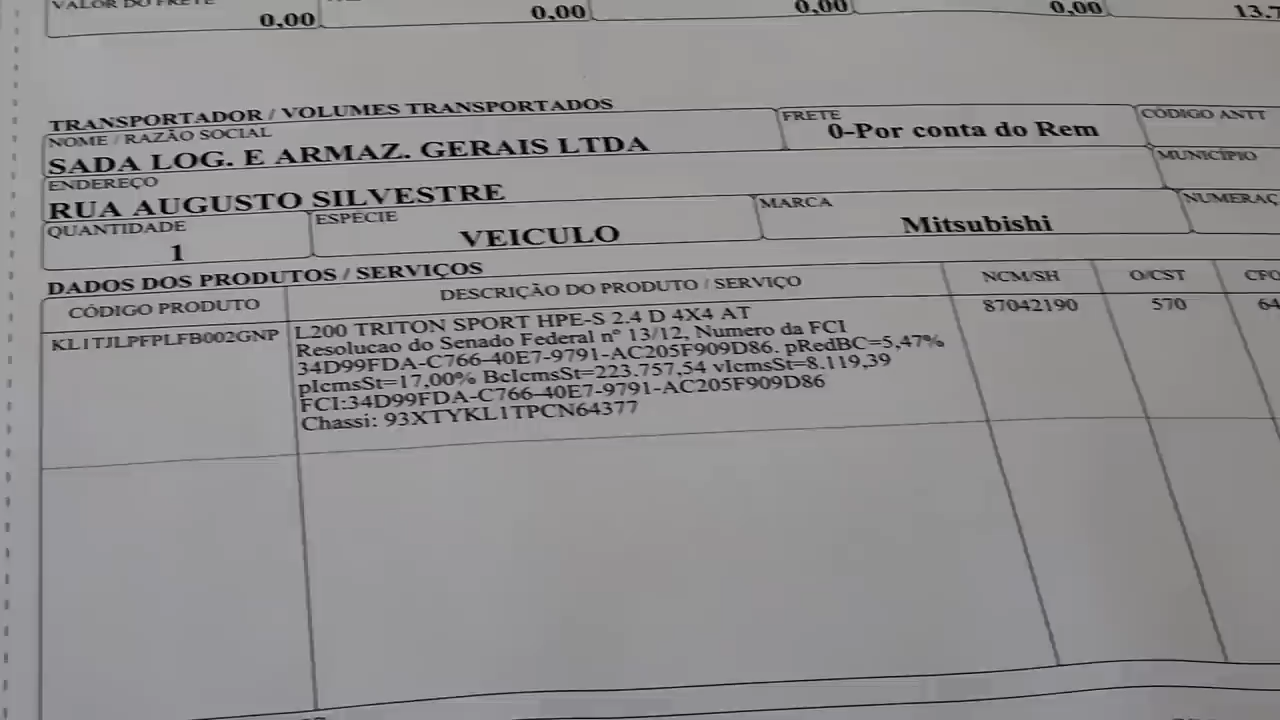 VALOR DO FRETE
0,00 0,00 0,00 0,00
TRANSPORTADOR / VOLUMES TRANSPORTADOS
NOME / RAZÃO SOCIAL FRETE CÓDIGO ANTT
SADA LOG. E ARMAZ. GERAIS LTDA 0-Por conta do Rem
ENDEREÇO MUNICÍPIO
RUA AUGUSTO SILVESTRE
QUANTIDADE ESPÉCIE MARCA NUMERAÇ
1 VEICULO Mitsubishi
DADOS DOS PRODUTOS / SERVIÇOS
CÓDIGO PRODUTO DESCRIÇÃO DO PRODUTO / SERVIÇO NCM/SH O/CST CFO
KL1TJLPFPLFB002GNP L200 TRITON SPORT HPE-S 2.4 D 4X4 AT 87042190 570 64
Resolucao do Senado Federal nº 13/12, Numero da FCI
34D99FDA-C766-40E7-9791-AC205F909D86. pRedBC=5,47%
pIcmsSt=17,00% BcIcmsSt=223.757,54 vIcmsSt=8.119,39
FCI:34D99FDA-C766-40E7-9791-AC205F909D86
Chassi: 93XTYKL1TPCN64377